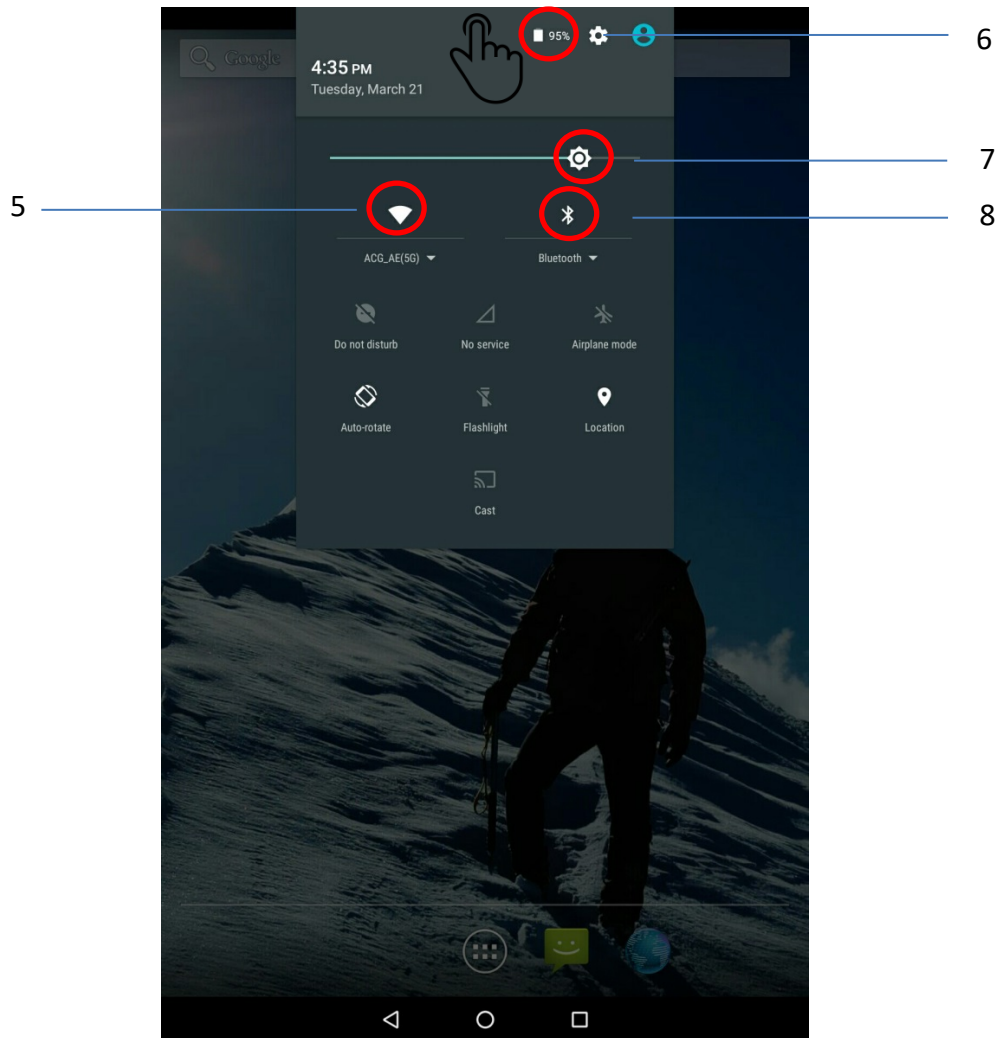 95%
6
Google
4:35 PM
Tuesday, March 21
7
5
8
ACG_AE(5G)
Bluetooth
Do not disturb
No service
Airplane mode
Auto-rotate
Flashlight
Location
Cast